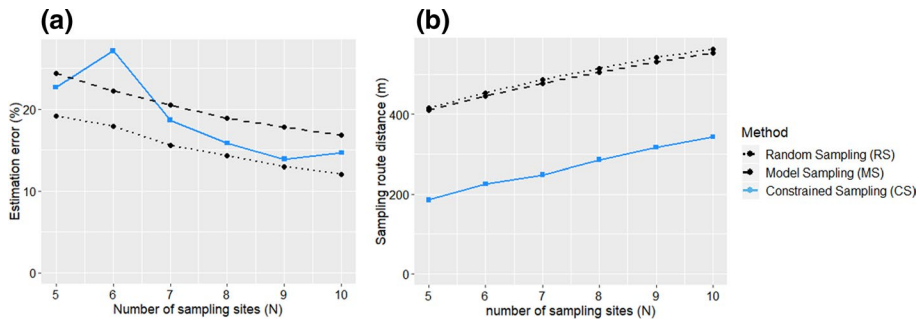 (a)
Estimation error (%)
20
10
0
5 6 7 8 9 10
Number of sampling sites (N)
(b)
Sampling route distance (m)
400
200
0
5 6 7 8 9 10
number of sampling sites (N)
Method
Random Sampling (RS)
Model Sampling (MS)
Constrained Sampling (CS)